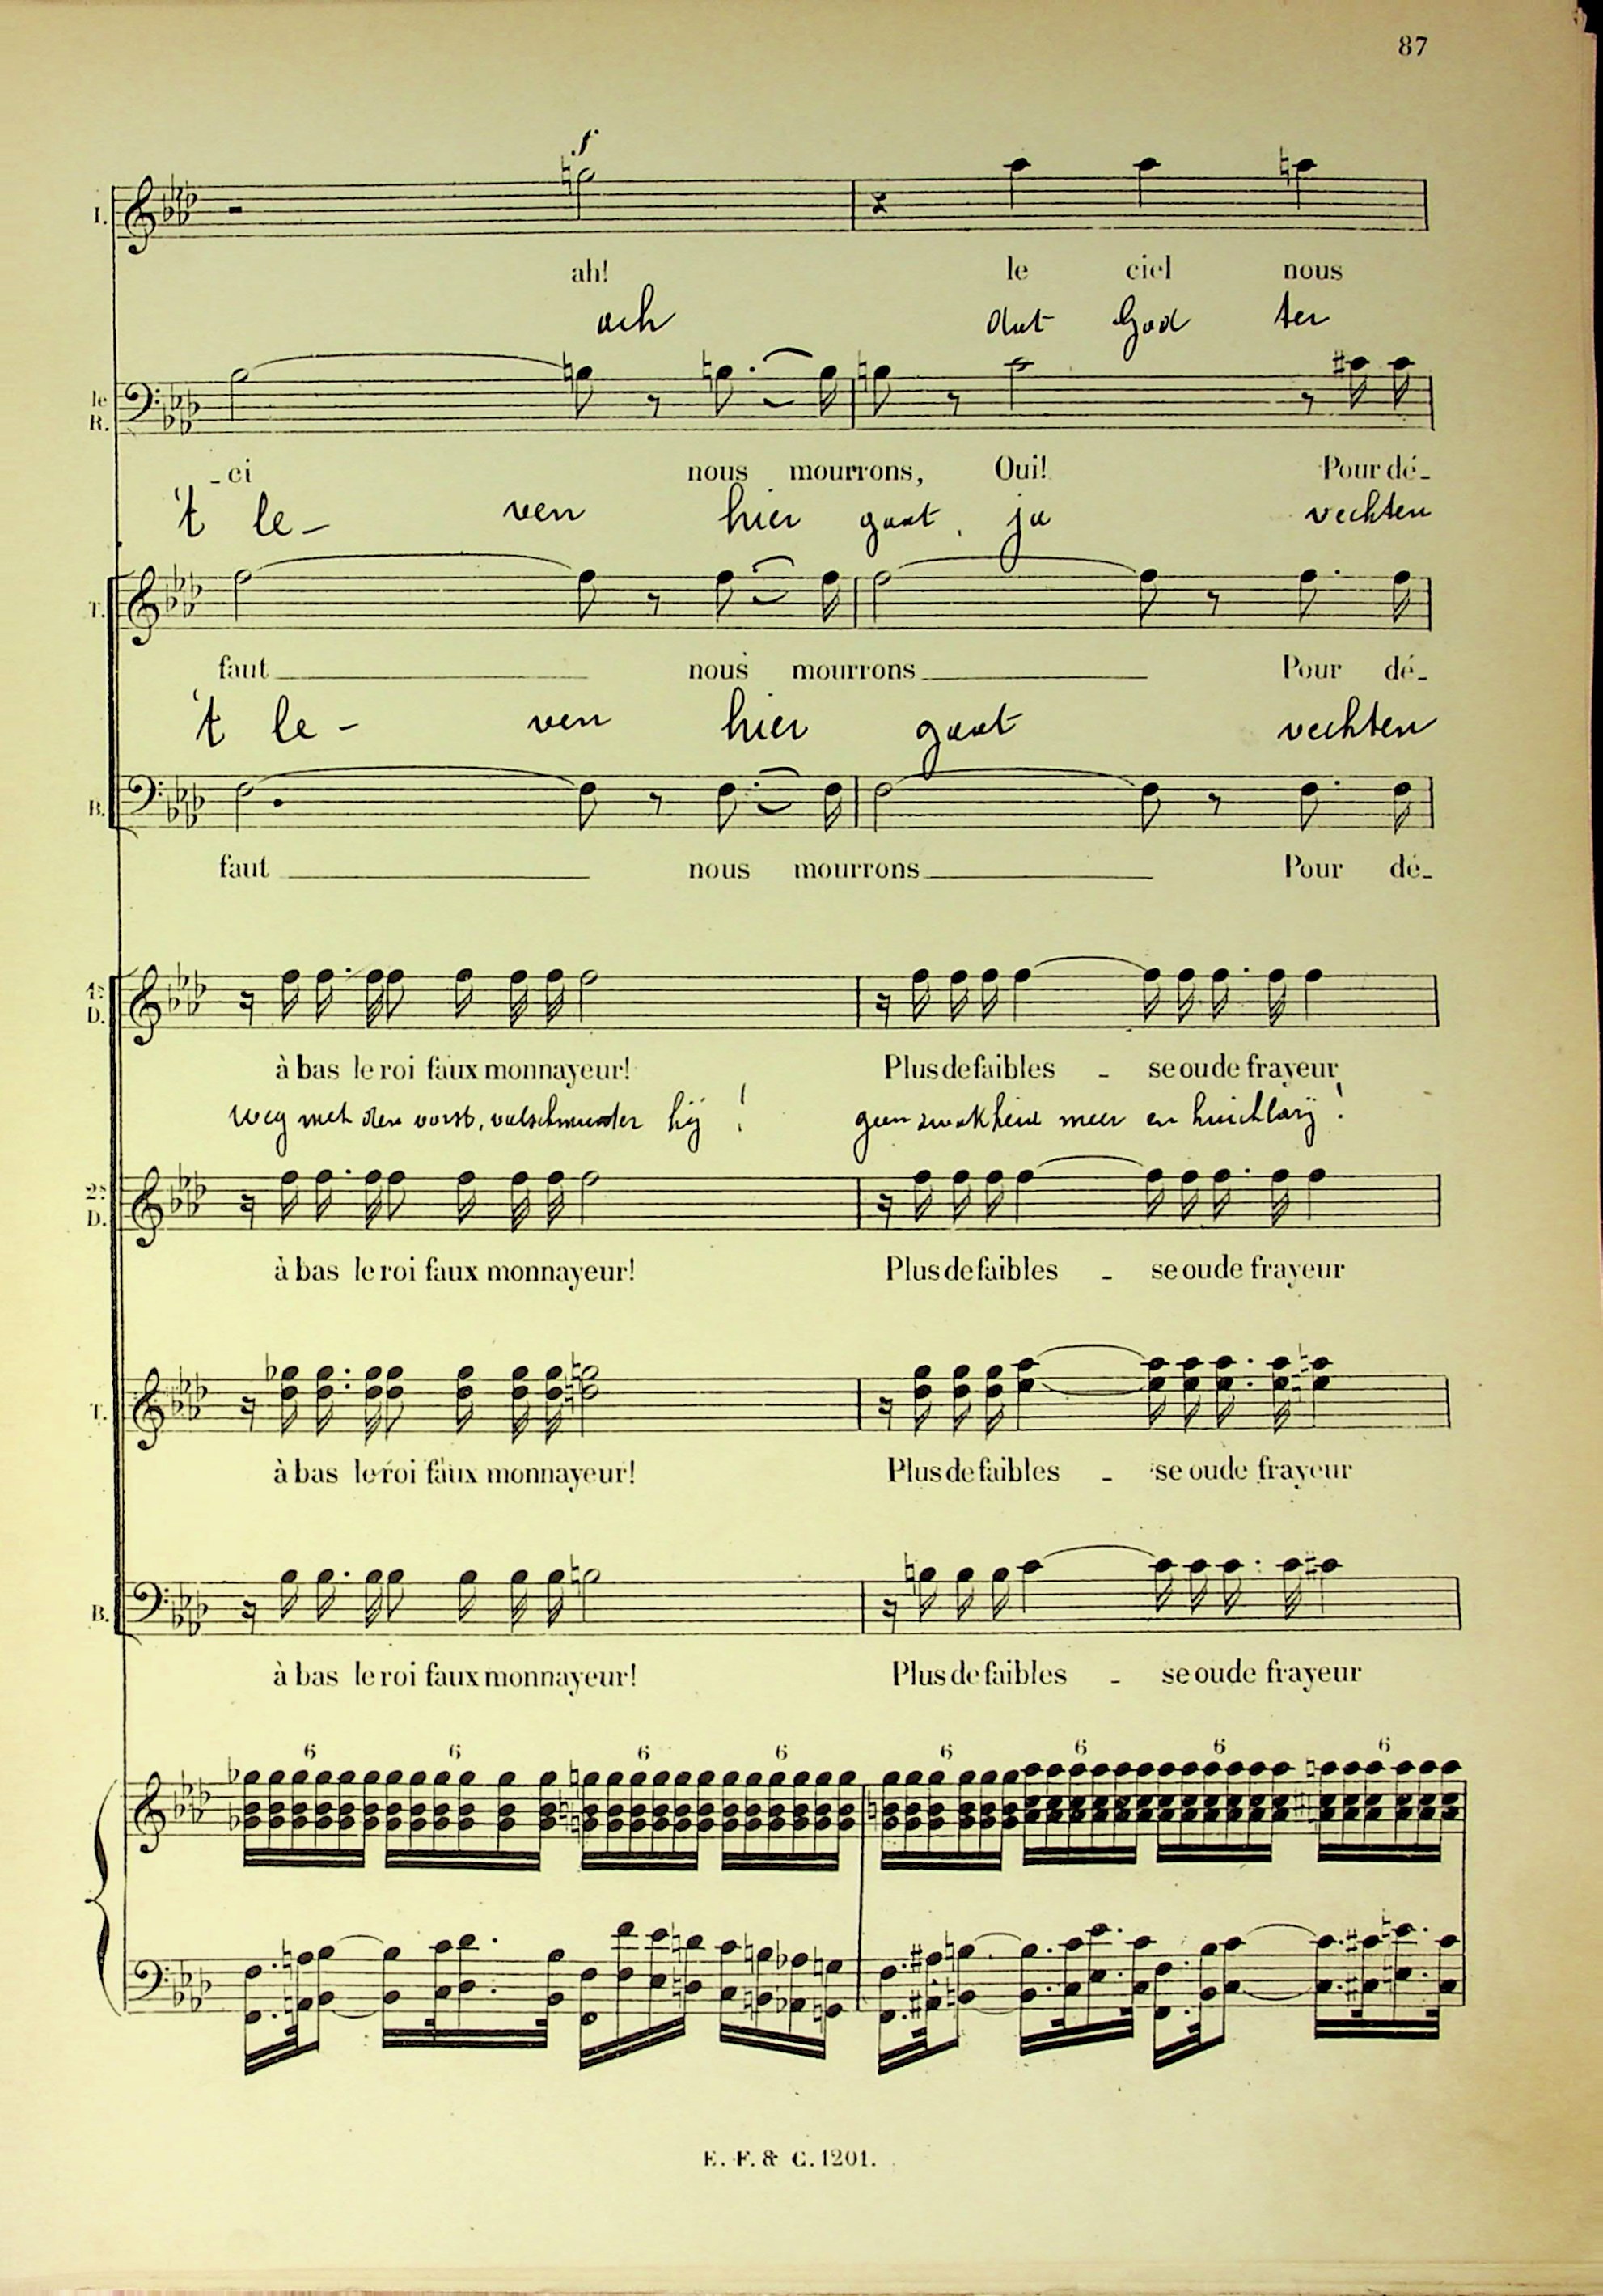 87
f
I.
ah! le ciel nous
ach dat God ter
le
R.
-ci nous mourrons, Oui! Pour dé-
't le- ven hier gaat, ja vechten
T.
faut nous mourrons Pour dé-
't le- ven hier gaat vechten
B.
faut nous mourrons Pour dé-
1rs
D.
à bas le roi faux monnayeur! Plus de faibles - se ou de frayeur
Weg met den vorst, valschmunter hij! geen zwakheid meer en huichlarij!
2ds
D.
à bas le roi faux monnayeur! Plus de faibles - se ou de frayeur
T.
à bas le roi faux monnayeur! Plus de faibles - se ou de frayeur
B.
à bas le roi faux monnayeur! Plus de faibles - se ou de frayeur
6 6 6 6 6 6 6 6
E. F. & C. 1201.